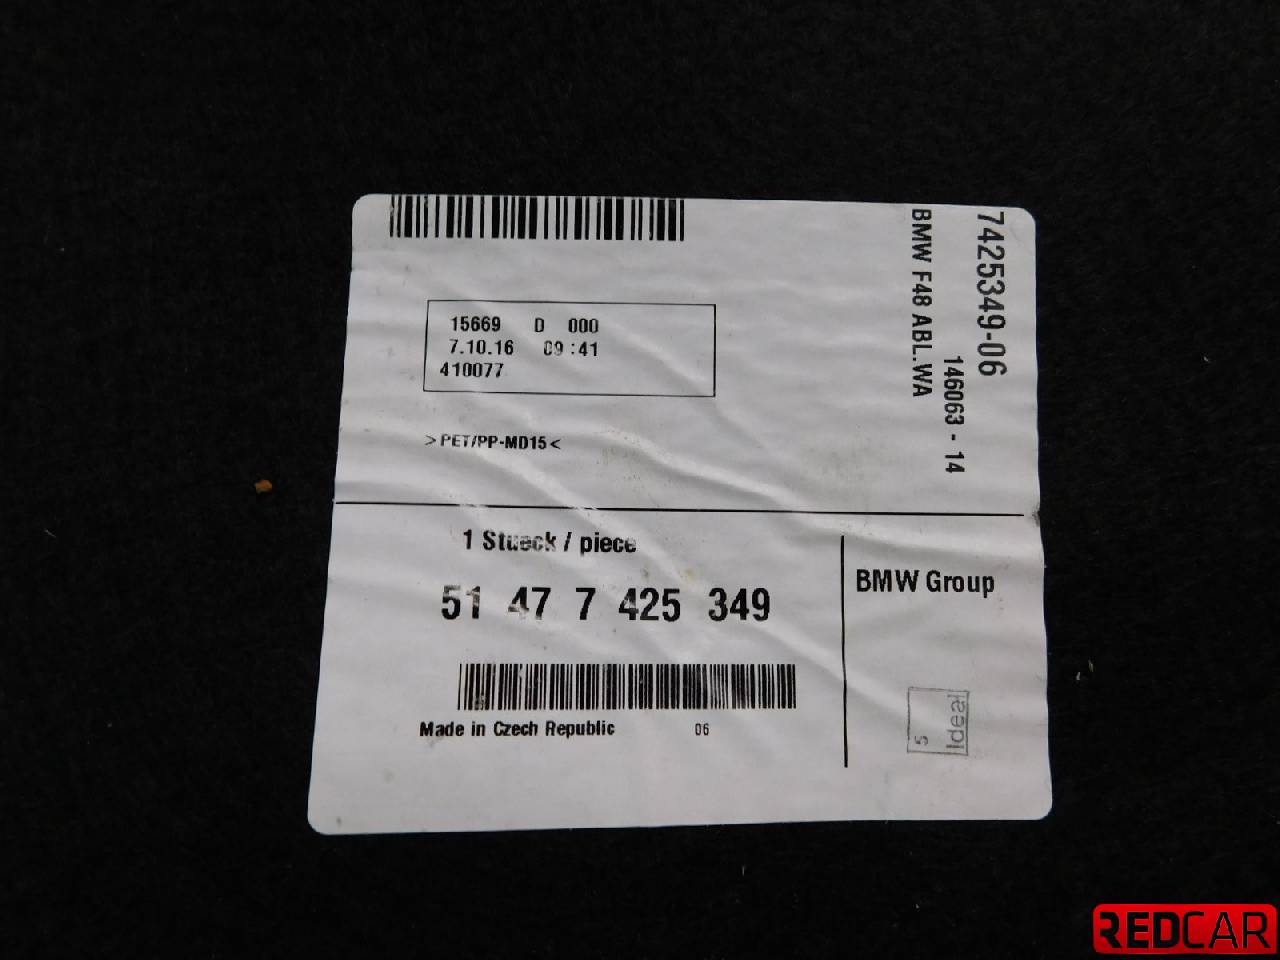 7425349-06
146063 - 14
BMW F48 ABL.WA
15669 D 000
7.10.16 09:41
410077
>PET/PP-MD15<
1 Stueck / piece
51 47 7 425 349
Made in Czech Republic 06
BMW Group
5
Ideal
REDCAR